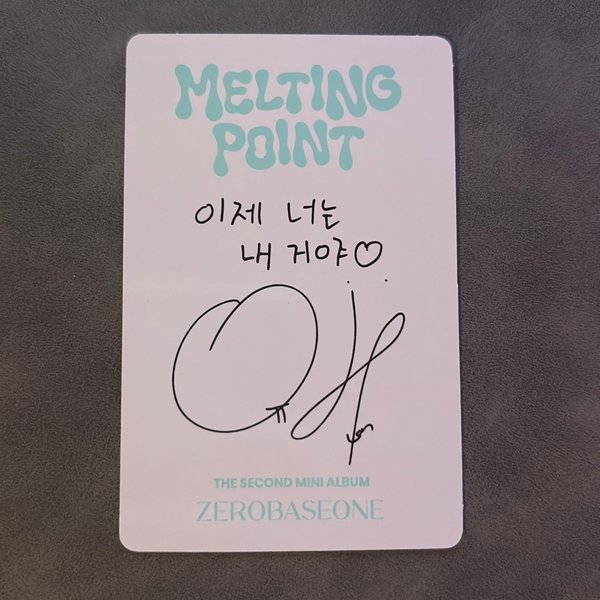 MELTING
POINT
이제 너는
내 거야♡
THE SECOND MINI ALBUM
ZEROBASEONE